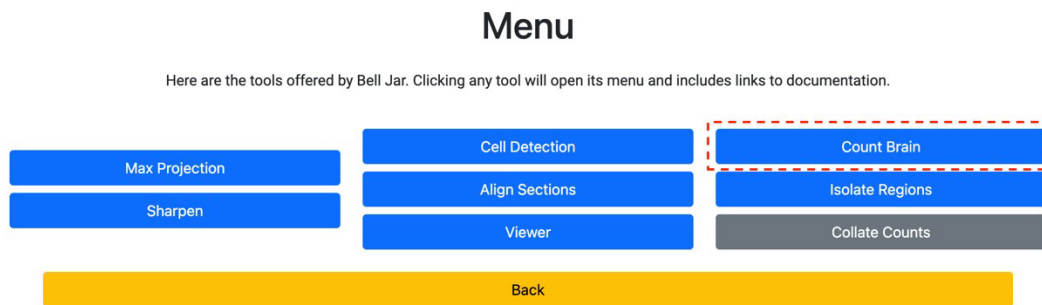 Menu
Here are the tools offered by Bell Jar. Clicking any tool will open its menu and includes links to documentation.
Max Projection
Sharpen
Cell Detection
Align Sections
Viewer
Count Brain
Isolate Regions
Collate Counts
Back